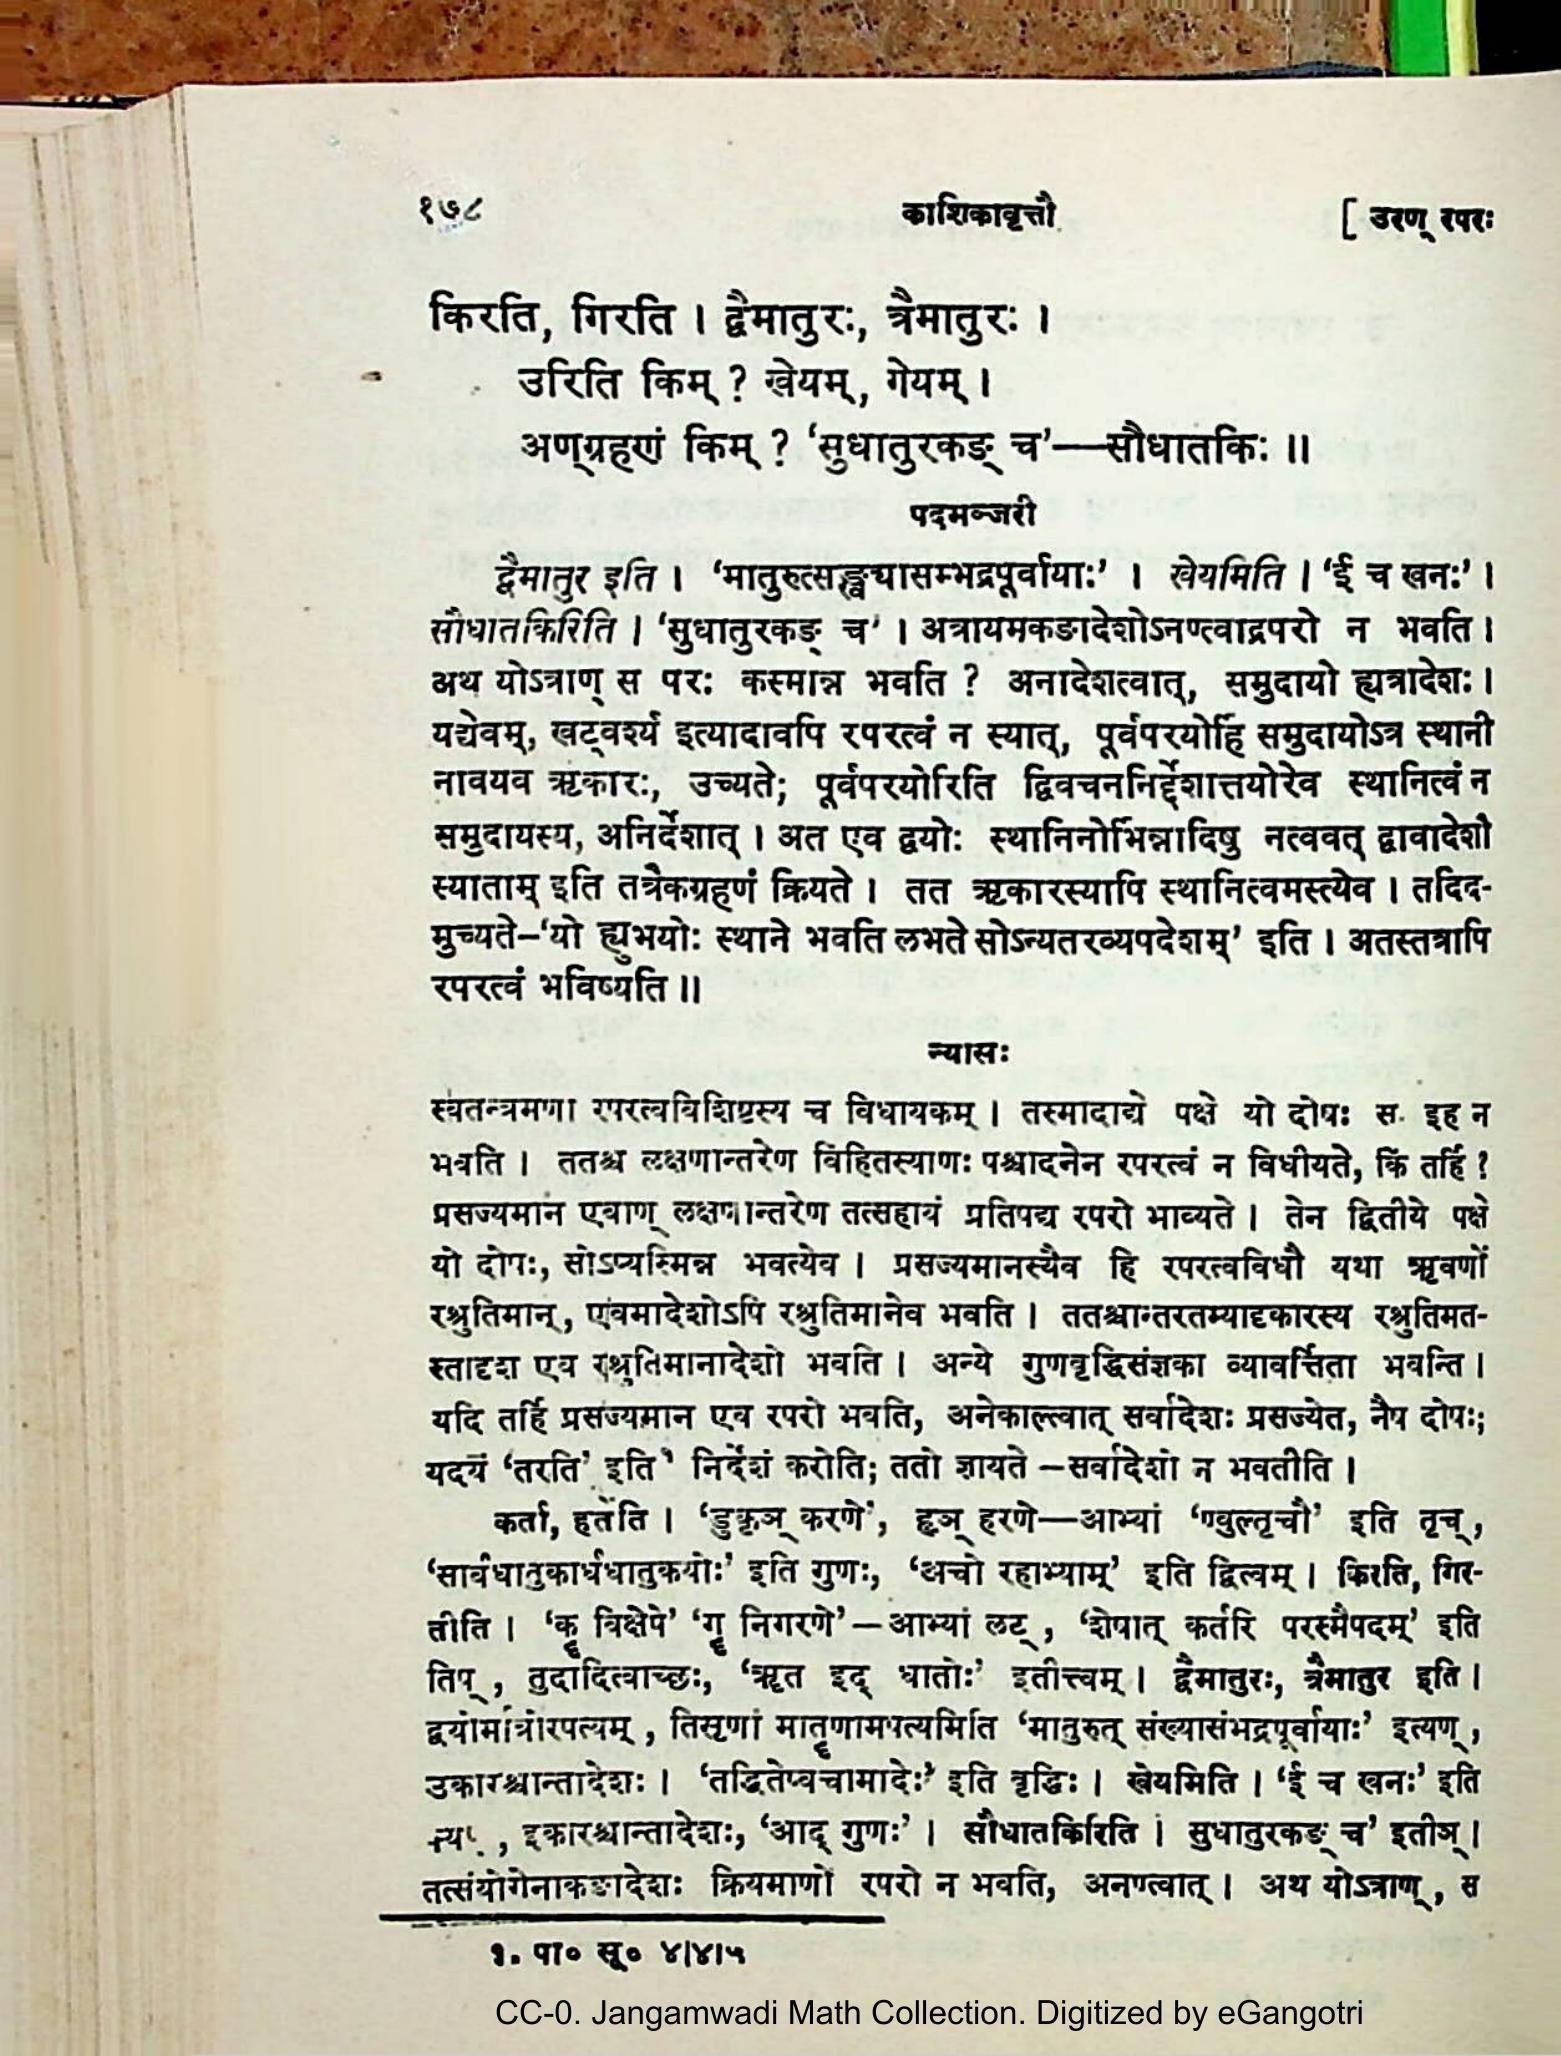 १७८ काशिकावृत्तौ [ उरण् रपरः
किरति, गिरति । द्वैमातुरः, त्रैमातुरः ।
उरिति किम् ? खेयम्, गेयम् ।
अण्ग्रहणं किम् ? ‘सुधातुरकङ् च’—सौधातकिः ॥
पदमञ्जरी
द्वैमातुर इति । ‘मातुरुत्सङ्ख्यासम्भद्रपूर्वायाः’ । खेयमिति । ‘ई च खनः’ ।
सौधातकिरिति । ‘सुधातुरकङ् च’ । अत्रायमकङादेशोऽनण्त्वाद्रपरो न भवति ।
अथ योऽत्राण् स परः कस्मान्न भवति ? अनादेशत्वात्, समुदायो ह्यत्रादेशः ।
यद्येवम्, खट्वर्श्य इत्यादावपि रपरत्वं न स्यात्, पूर्वपरयोर्हि समुदायोऽत्र स्थानी
नावयव ऋकारः, उच्यते; पूर्वपरयोरिति द्विवचननिर्द्देशात्तयोरेव स्थानित्वं न
समुदायस्य, अनिर्देशात् । अत एव द्वयोः स्थानिनोर्भिन्नादिषु नत्ववत् द्वावादेशौ
स्याताम् इति तत्रैकग्रहणं क्रियते । तत ऋकारस्यापि स्थानित्वमस्त्येव । तदिद-
मुच्यते–‘यो ह्युभयोः स्थाने भवति लभते सोऽन्यतरव्यपदेशम्’ इति । अतस्तत्रापि
रपरत्वं भविष्यति ॥
न्यासः
स्वतन्त्रमणा रपरत्वविशिष्टस्य च विधायकम् । तस्मादाद्ये पक्षे यो दोषः स इह न
भवति । ततश्च लक्षणान्तरेण विहितस्याणः पश्चादनेन रपरत्वं न विधीयते, किं तर्हि ?
प्रसज्यमान एवाण् लक्षणान्तरेण तत्सहायं प्रतिपद्य रपरो भाव्यते । तेन द्वितीये पक्षे
यो दोषः, सोऽप्यस्मिन्न भवत्येव । प्रसज्यमानस्यैव हि रपरत्वविधौ यथा ऋवर्णो
रश्रुतिमान्, एवमादेशोऽपि रश्रुतिमानेव भवति । ततश्चान्तरतम्यादृकारस्य रश्रुतिमत-
स्तादृश एव रश्रुतिमानादेशो भवति । अन्ये गुणवृद्धिसंज्ञका व्यावर्त्तिता भवन्ति ।
यदि तर्हि प्रसज्यमान एव रपरो भवति, अनेकाल्त्वात् सर्वादेशः प्रसज्येत, नैष दोषः;
यदयं ‘तरति’ इति १ निर्देशं करोति; ततो ज्ञायते –सर्वादेशो न भवतीति ।
कर्ता, हर्तेति । ‘डुकृञ् करणे’, हृञ् हरणे—आभ्यां ‘ण्वुल्तृचौ’ इति तृच्,
‘सार्वधातुकार्धधातुकयोः’ इति गुणः, ‘अचो रहाभ्याम्’ इति द्वित्वम् । किरति, गिर-
तीति । ‘कॄ विक्षेपे’ ‘गॄ निगरणे’—आभ्यां लट्, ‘शेषात् कर्तरि परस्मैपदम्’ इति
तिप्, तुदादित्वाच्छः, ‘ॠत इद् धातोः’ इतीत्त्वम् । द्वैमातुरः, त्रैमातुर इति ।
द्वयोर्मात्रोरपत्यम्, तिसृणां मातॄणामपत्यमिति ‘मातुरुत् संख्यासंभद्रपूर्वायाः’ इत्यण्,
उकारश्चान्तादेशः । ‘तद्धितेष्वचामादेः’ इति वृद्धिः । खेयमिति । ‘ई च खनः’ इति
इकारश्चान्तादेशः, ‘आद् गुणः’ । सौधातकिरिति । सुधातुरकङ् च’ इतीञ् ।
तत्संयोगेनाकङादेशः क्रियमाणो रपरो न भवति, अनण्त्वात् । अथ योऽत्राण्, स
१. पा० सू० ४|४|५
CC-0. Jangamwadi Math Collection. Digitized by eGangotri